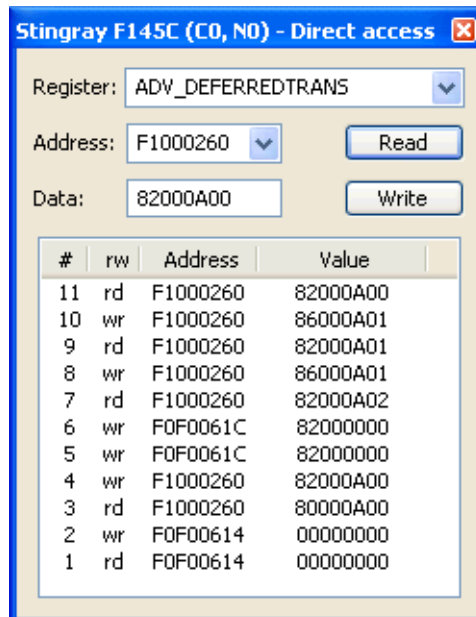 Stingray F145C (C0, N0) - Direct access
Register: ADV_DEFERREDTRANS
Address: F1000260 Read
Data: 82000A00 Write
# rw Address Value
11 rd F1000260 82000A00
10 wr F1000260 86000A01
9 rd F1000260 82000A01
8 wr F1000260 86000A01
7 rd F1000260 82000A02
6 wr F0F0061C 82000000
5 wr F0F0061C 82000000
4 wr F1000260 82000A00
3 rd F1000260 80000A00
2 wr F0F00614 00000000
1 rd F0F00614 00000000